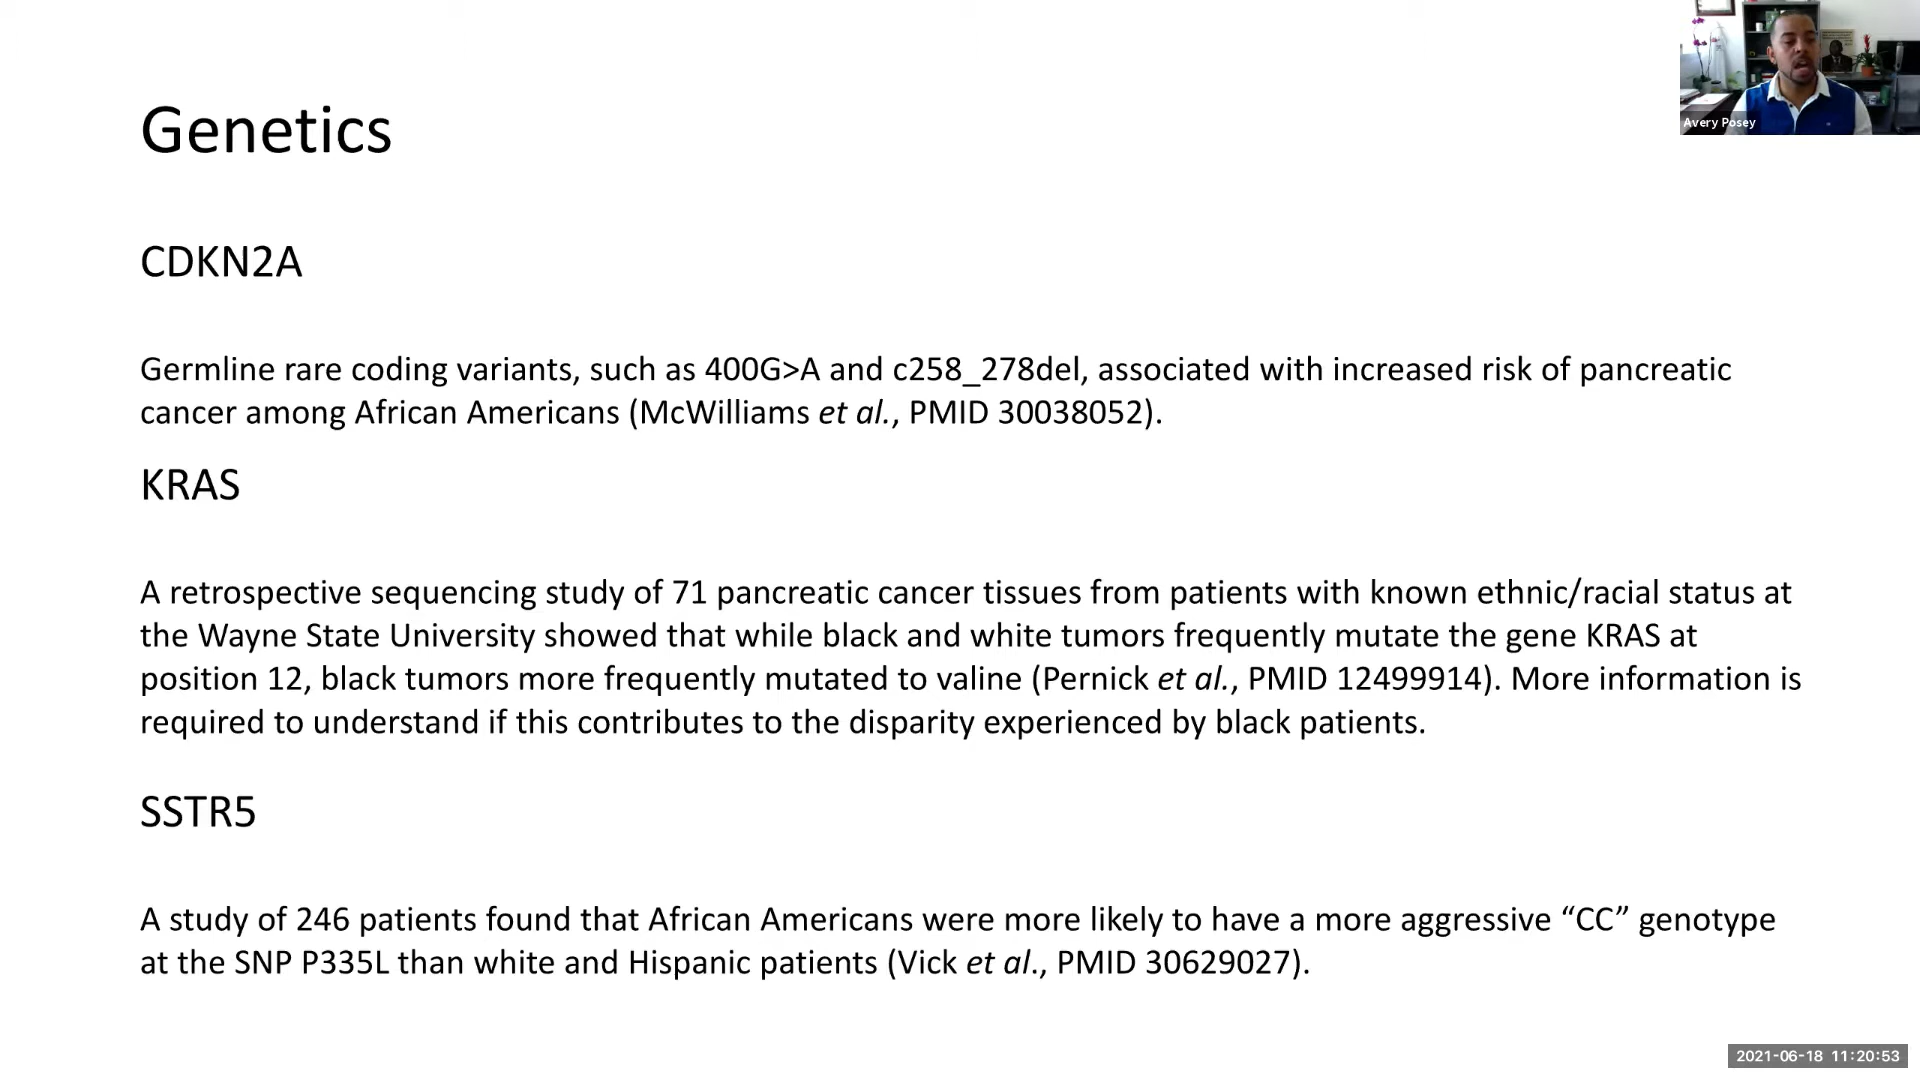 Genetics
Avery Posey
CDKN2A
Germline rare coding variants, such as 400G>A and c258_278del, associated with increased risk of pancreatic
cancer among African Americans (McWilliams et al., PMID 30038052).
KRAS
A retrospective sequencing study of 71 pancreatic cancer tissues from patients with known ethnic/racial status at
the Wayne State University showed that while black and white tumors frequently mutate the gene KRAS at
position 12, black tumors more frequently mutated to valine (Pernick et al., PMID 12499914). More information is
required to understand if this contributes to the disparity experienced by black patients.
SSTR5
A study of 246 patients found that African Americans were more likely to have a more aggressive “CC” genotype
at the SNP P335L than white and Hispanic patients (Vick et al., PMID 30629027).
2021-06-18 11:20:53